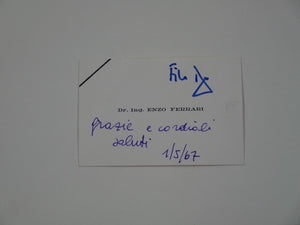 Dr. Ing. ENZO FERRARI
grazie e cordiali
saluti
1/5/67